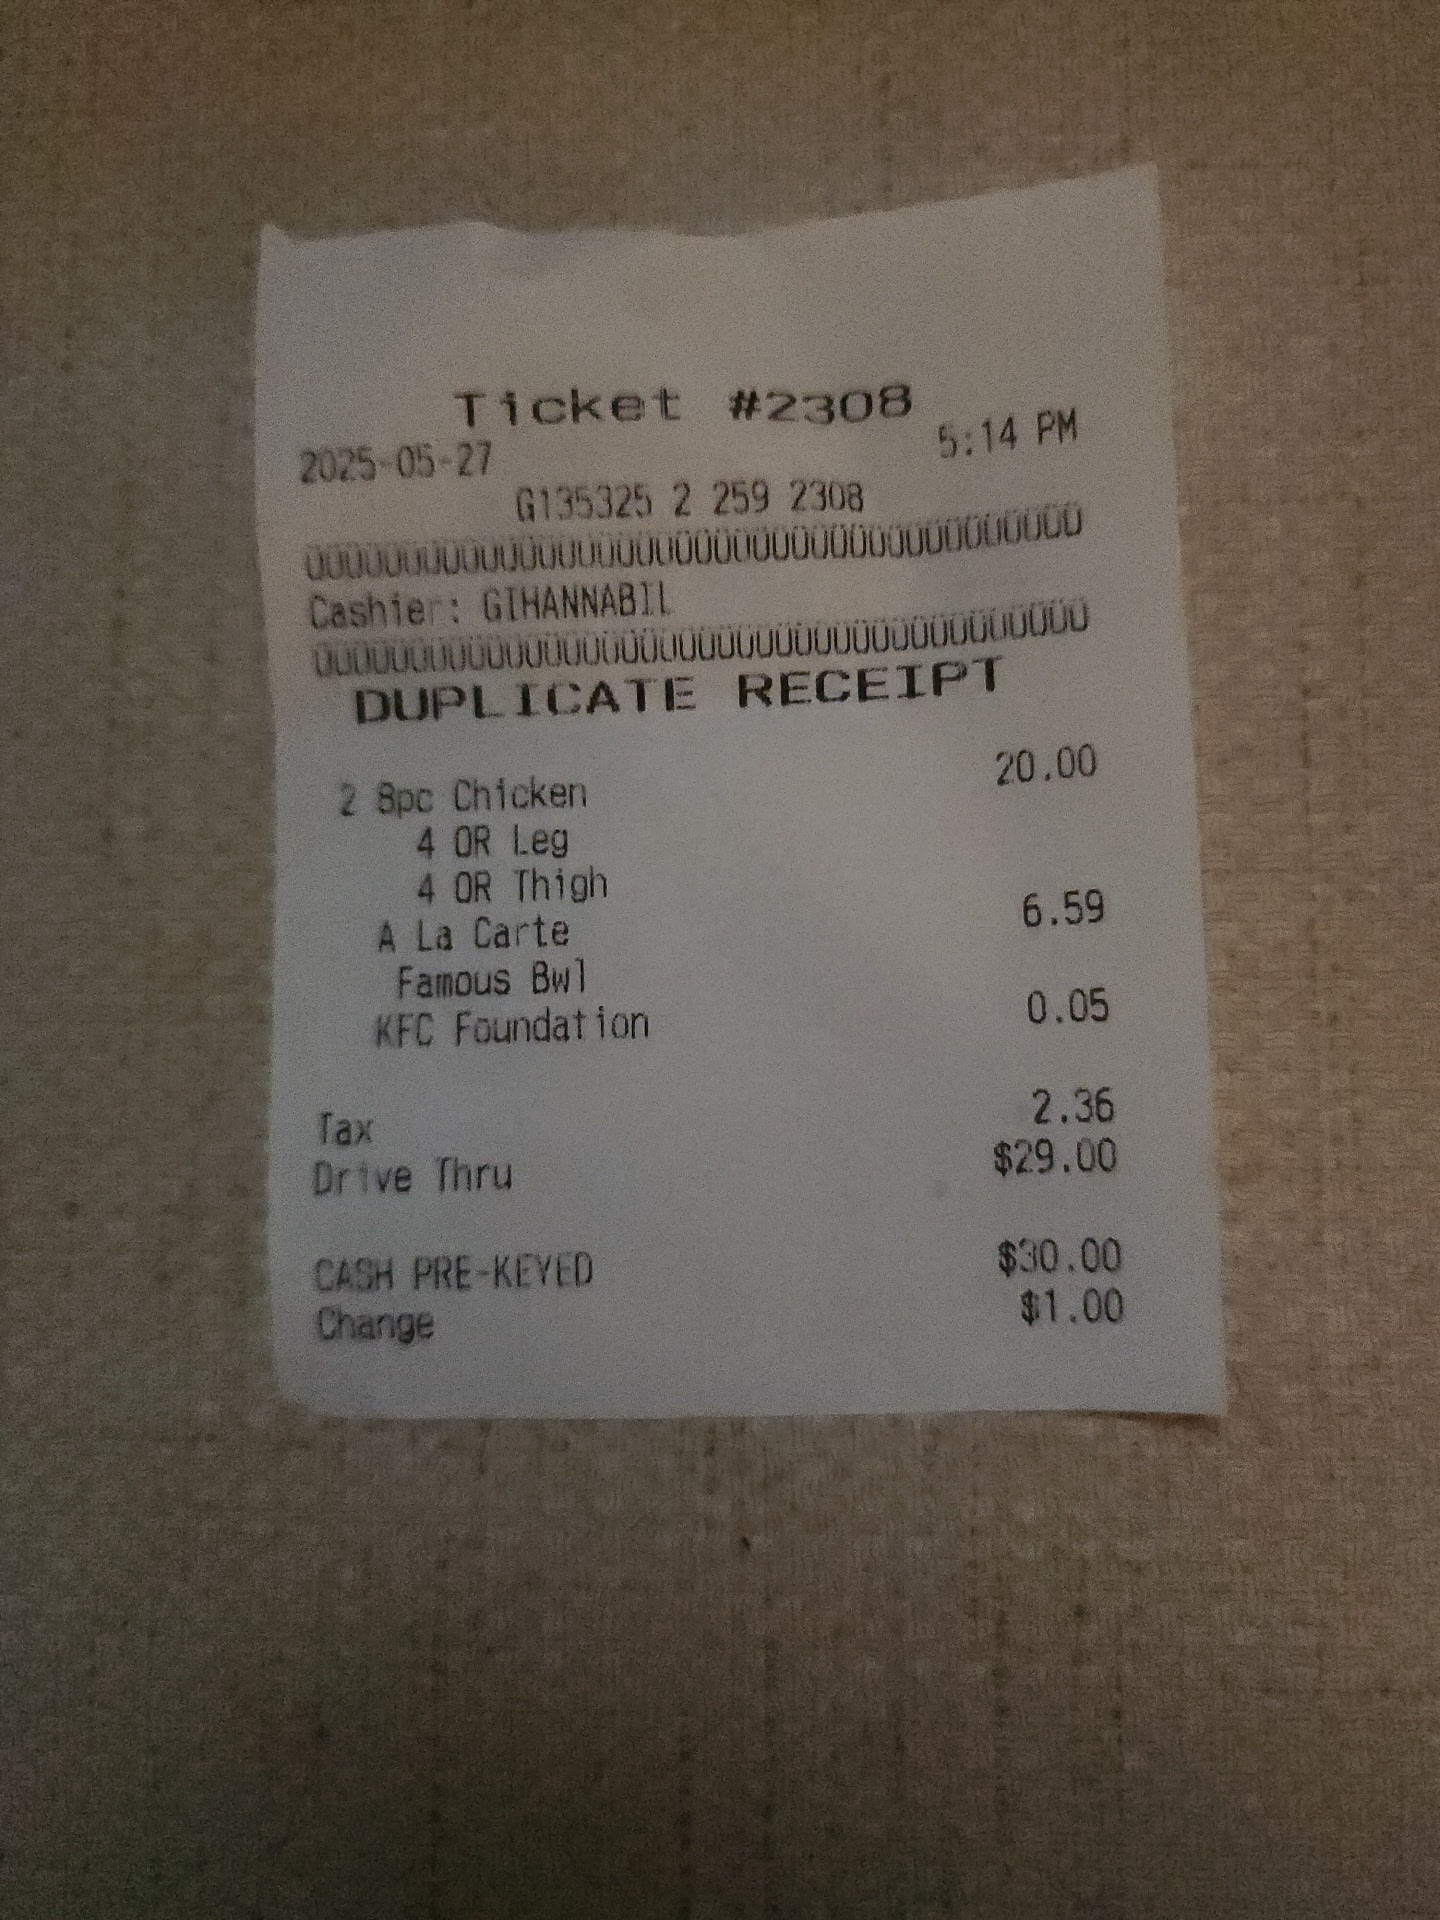 Ticket #2308
2025-05-27 5:14 PM
G135325 2 259 2308
ÜÜÜÜÜÜÜÜÜÜÜÜÜÜÜÜÜÜÜÜÜÜÜÜÜÜÜÜÜÜÜÜÜÜÜÜÜÜÜÜ
Cashier: GIHANNABIL
ÜÜÜÜÜÜÜÜÜÜÜÜÜÜÜÜÜÜÜÜÜÜÜÜÜÜÜÜÜÜÜÜÜÜÜÜÜÜÜÜ
DUPLICATE RECEIPT
2 8pc Chicken 20.00
4 OR Leg
4 OR Thigh
A La Carte 6.59
Famous Bwl
KFC Foundation 0.05
Tax 2.36
Drive Thru $29.00
CASH PRE-KEYED $30.00
Change $1.00